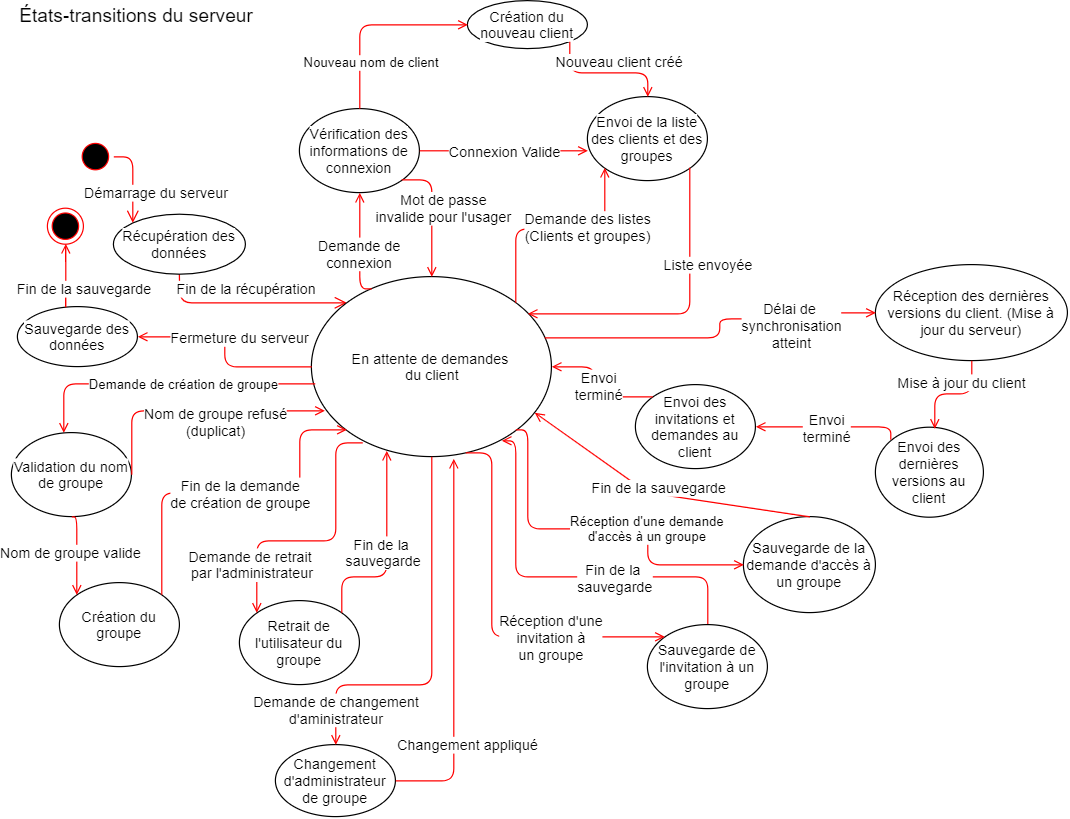 États-transitions du serveur
Création du
nouveau client
Nouveau nom de client
Nouveau client créé
Vérification des
informations de
connexion
Connexion Valide
Envoi de la liste
des clients et des
groupes
Démarrage du serveur
Mot de passe
invalide pour l'usager
Demande des listes
(Clients et groupes)
Récupération des
données
Demande de
connexion
Liste envoyée
Fin de la sauvegarde
Fin de la récupération
Réception des dernières
versions du client. (Mise à
jour du serveur)
Délai de
synchronisation
atteint
Sauvegarde des
données
Fermeture du serveur
En attente de demandes
du client
Demande de création de groupe
Envoi
terminé
Mise à jour du client
Nom de groupe refusé
(duplicat)
Envoi des
invitations et
demandes au
client
Envoi
terminé
Envoi des
dernières
versions au
client
Validation du nom
de groupe
Fin de la demande
de création de groupe
Fin de la sauvegarde
Nom de groupe valide
Réception d'une demande
d'accès à un groupe
Sauvegarde de la
demande d'accès à
un groupe
Demande de retrait
par l'administrateur
Fin de la
sauvegarde
Fin de la
sauvegarde
Création du
groupe
Retrait de
l'utilisateur du
groupe
Réception d'une
invitation à
un groupe
Sauvegarde de
l'invitation à un
groupe
Demande de changement
d'aministrateur
Changement appliqué
Changement
d'administrateur
de groupe